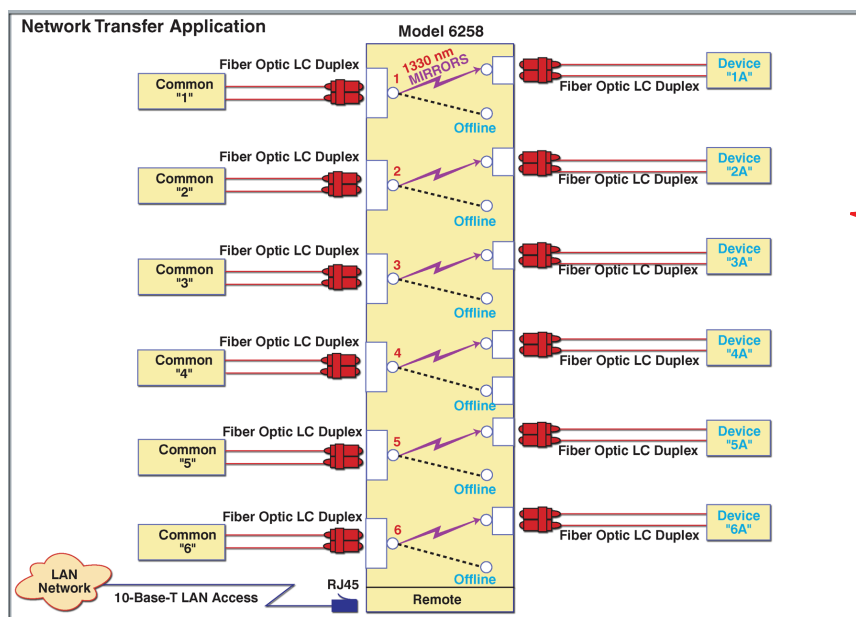 Network Transfer Application
Model 6258
Fiber Optic LC Duplex
Common
"1"
1
1330 nm
MIRRORS
Offline
Device
"1A"
Fiber Optic LC Duplex
Fiber Optic LC Duplex
Common
"2"
2
Offline
Device
"2A"
Fiber Optic LC Duplex
Fiber Optic LC Duplex
Common
"3"
3
Offline
Device
"3A"
Fiber Optic LC Duplex
Fiber Optic LC Duplex
Common
"4"
4
Offline
Device
"4A"
Fiber Optic LC Duplex
Fiber Optic LC Duplex
Common
"5"
5
Offline
Device
"5A"
Fiber Optic LC Duplex
Fiber Optic LC Duplex
Common
"6"
6
Offline
Device
"6A"
Fiber Optic LC Duplex
LAN
Network
10-Base-T LAN Access
RJ45
Remote